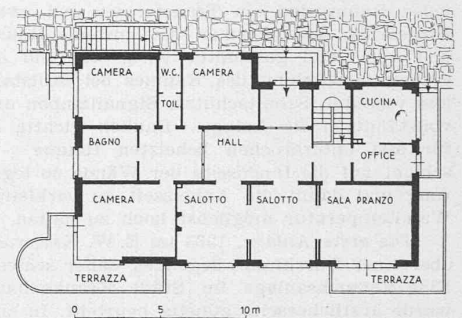 CAMERA
W.C.
CAMERA
TOIL.
CUCINA
BAGNO
HALL
OFFICE
CAMERA
SALOTTO
SALOTTO
SALA PRANZO
TERRAZZA
TERRAZZA
0 5 10 m